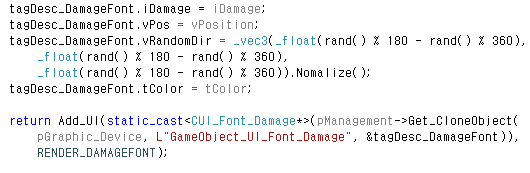 tagDesc_DamageFont.iDamage = iDamage;
tagDesc_DamageFont.vPos = vPosition;
tagDesc_DamageFont.vRandomDir = _vec3(_float(rand() % 180 - rand() % 360),
_float(rand() % 180 - rand() % 360),
_float(rand() % 180 - rand() % 360)).Nomalize();
tagDesc_DamageFont.tColor = tColor;
return Add_UI(static_cast<CUI_Font_Damage*>(pManagement->Get_CloneObject(
pGraphic_Device, L"GameObject_UI_Font_Damage", &tagDesc_DamageFont)),
RENDER_DAMAGEFONT);